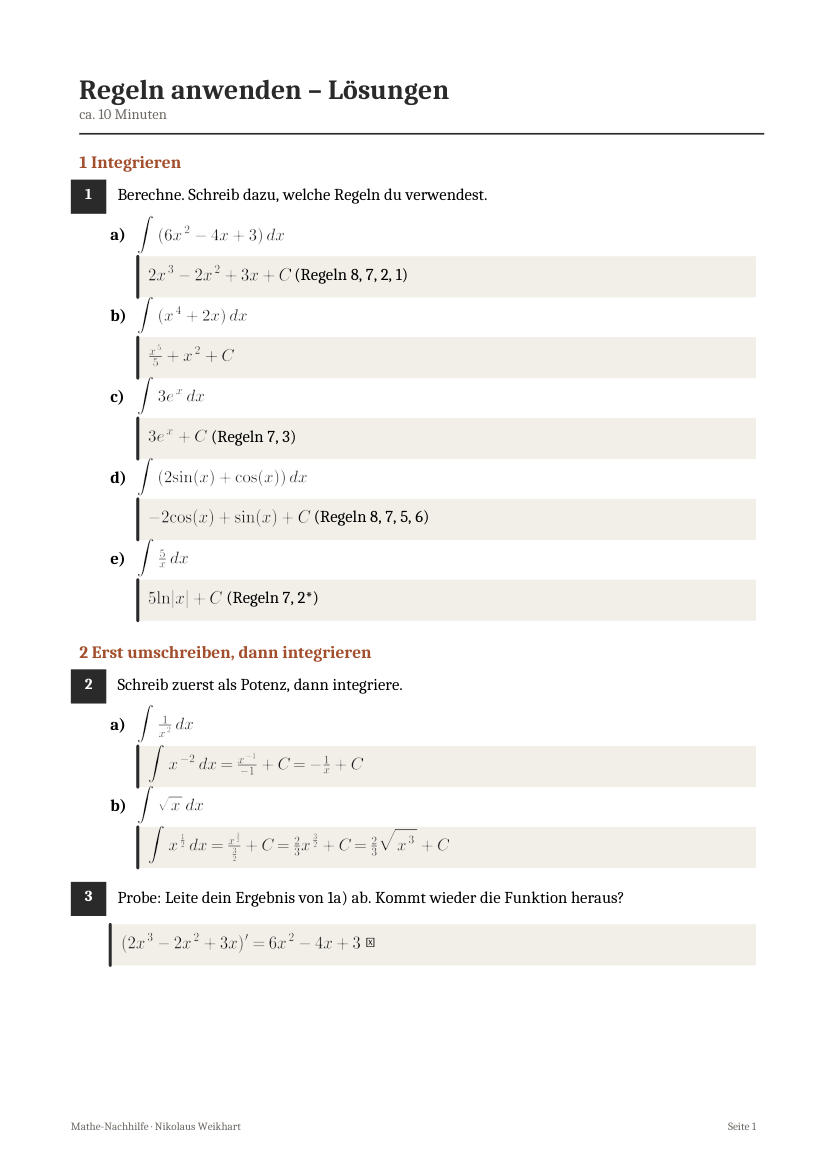 Regeln anwenden – Lösungen
ca. 10 Minuten
1 Integrieren
1 Berechne. Schreib dazu, welche Regeln du verwendest.
a) ∫ (6x² − 4x + 3) dx
2x³ − 2x² + 3x + C (Regeln 8, 7, 2, 1)
b) ∫ (x⁴ + 2x) dx
x⁵/5 + x² + C
c) ∫ 3eˣ dx
3eˣ + C (Regeln 7, 3)
d) ∫ (2sin(x) + cos(x)) dx
−2cos(x) + sin(x) + C (Regeln 8, 7, 5, 6)
e) ∫ 5/x dx
5ln|x| + C (Regeln 7, 2*)
2 Erst umschreiben, dann integrieren
2 Schreib zuerst als Potenz, dann integriere.
a) ∫ 1/x² dx
∫ x⁻² dx = x⁻¹/−1 + C = −1/x + C
b) ∫ √x dx
∫ x^(1/2) dx = x^(3/2)/(3/2) + C = 2/3 x^(3/2) + C = 2/3 √(x³) + C
3 Probe: Leite dein Ergebnis von 1a) ab. Kommt wieder die Funktion heraus?
(2x³ − 2x² + 3x)′ = 6x² − 4x + 3
Mathe-Nachhilfe · Nikolaus Weikhart
Seite 1